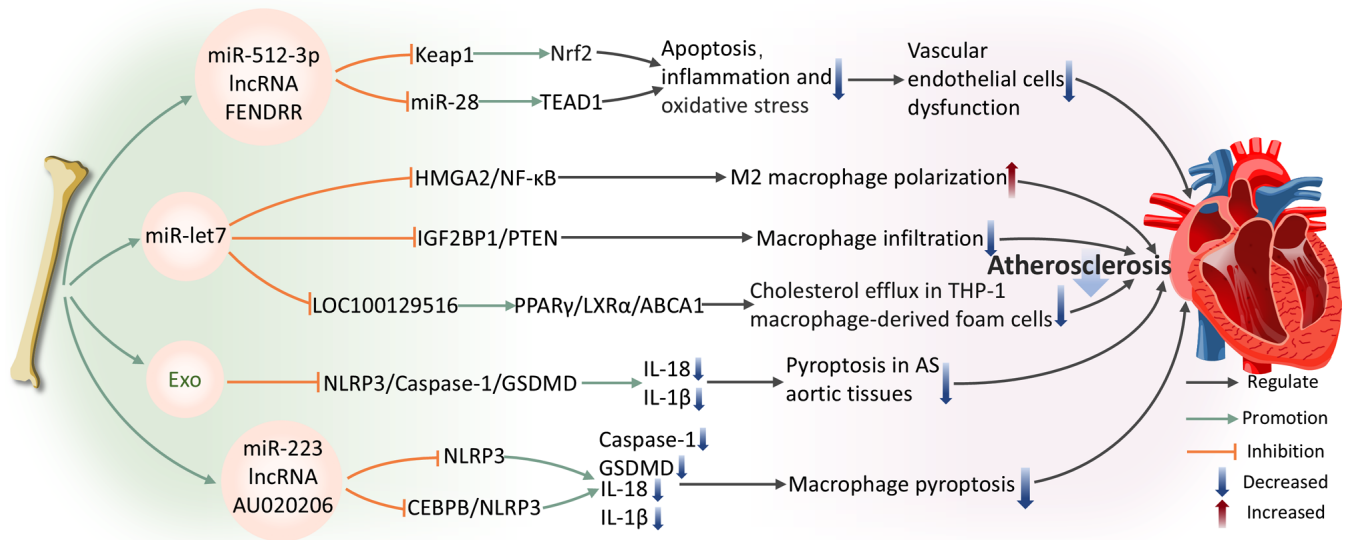 miR-512-3p
lncRNA
FENDRR
Keap1
Nrf2
miR-28
TEAD1
Apoptosis,
inflammation and
oxidative stress
Vascular
endothelial cells
dysfunction
miR-let7
HMGA2/NF-κB
M2 macrophage polarization
IGF2BP1/PTEN
Macrophage infiltration
Atherosclerosis
LOC100129516
PPARγ/LXRα/ABCA1
Cholesterol efflux in THP-1
macrophage-derived foam cells
Exo
NLRP3/Caspase-1/GSDMD
IL-18
IL-1β
Pyroptosis in AS
aortic tissues
miR-223
lncRNA
AU020206
NLRP3
CEBPB/NLRP3
Caspase-1
GSDMD
IL-18
IL-1β
Macrophage pyroptosis
Regulate
Promotion
Inhibition
Decreased
Increased